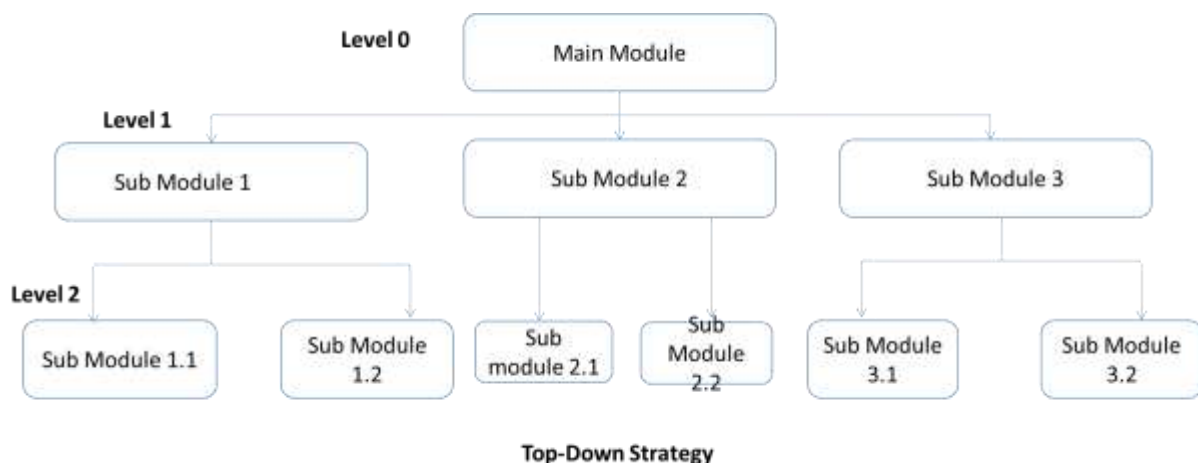 Level 0
Main Module
Level 1
Sub Module 1
Sub Module 2
Sub Module 3
Level 2
Sub Module 1.1
Sub Module
1.2
Sub
module 2.1
Sub
Module
2.2
Sub Module
3.1
Sub Module
3.2
Top-Down Strategy